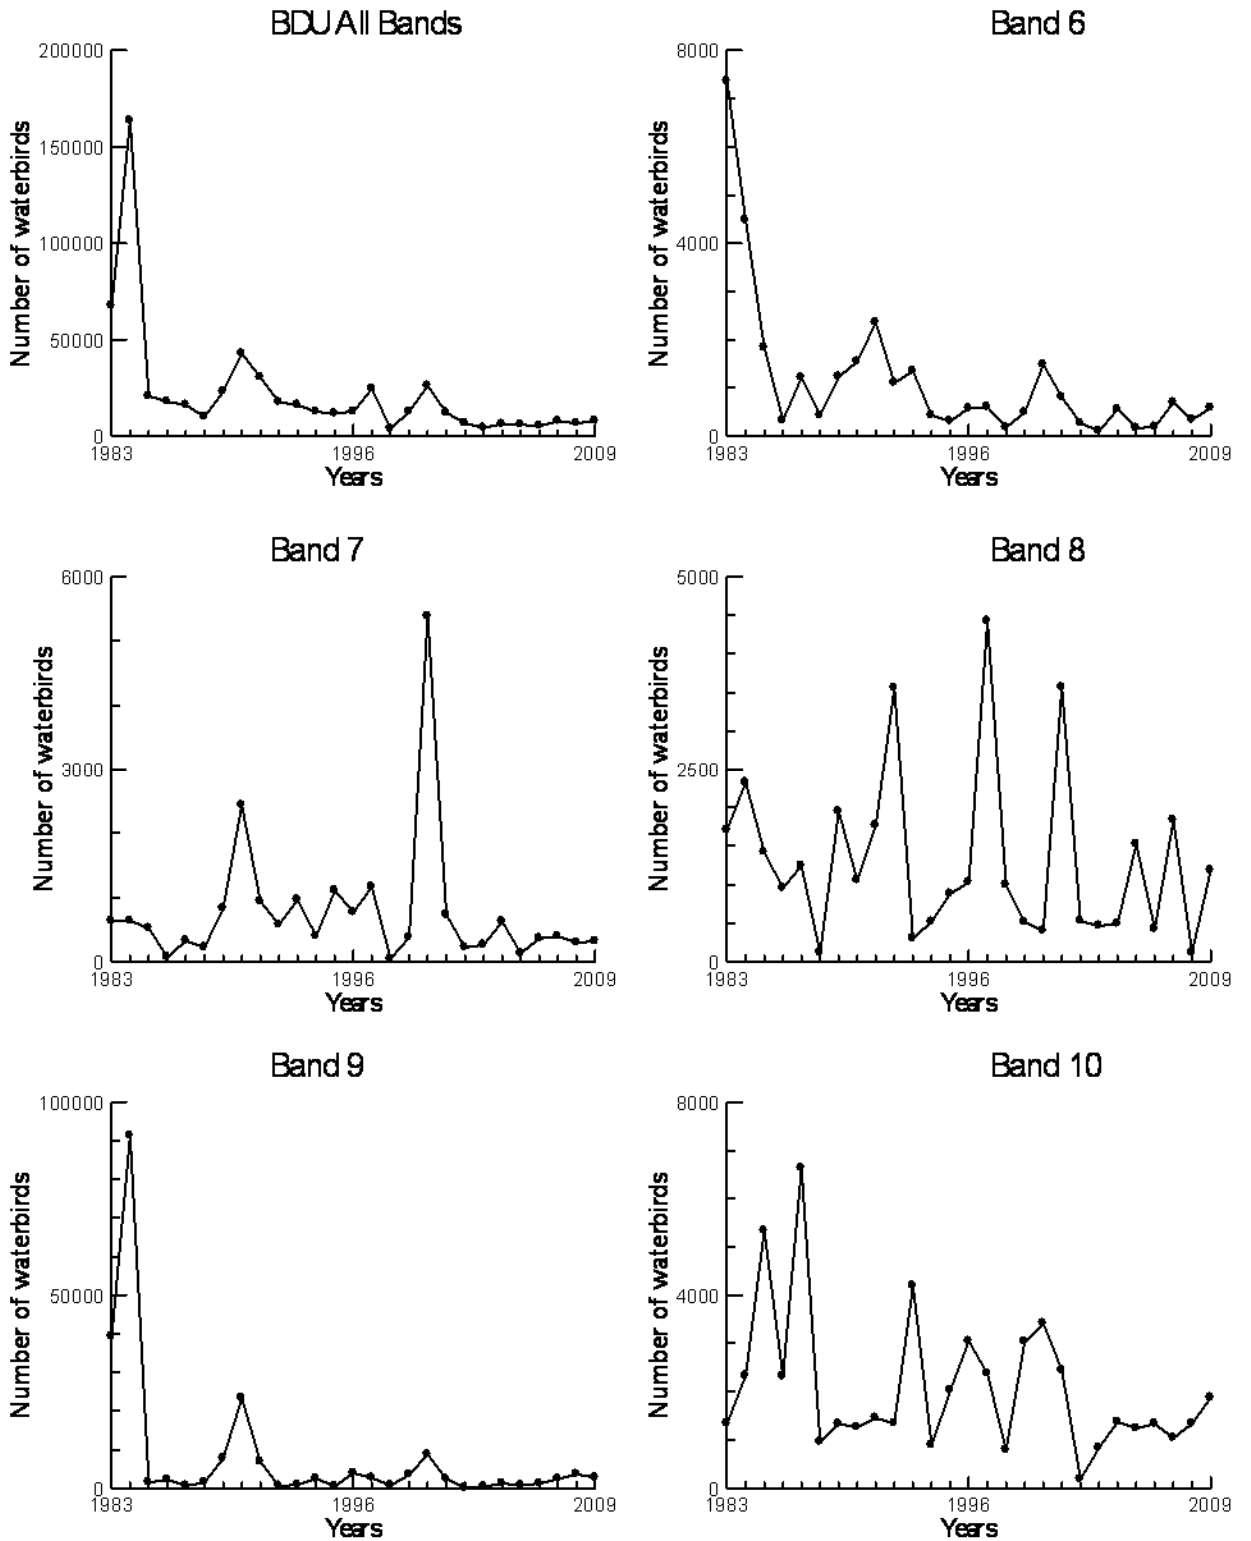 BDU All Bands
200000
150000
100000
50000
0
1983
1996
2009
Number of waterbirds
Years
Band 6
8000
4000
0
1983
1996
2009
Number of waterbirds
Years
Band 7
6000
3000
0
1983
1996
2009
Number of waterbirds
Years
Band 8
5000
2500
0
1983
1996
2009
Number of waterbirds
Years
Band 9
100000
50000
0
1983
1996
2009
Number of waterbirds
Years
Band 10
8000
4000
0
1983
1996
2009
Number of waterbirds
Years